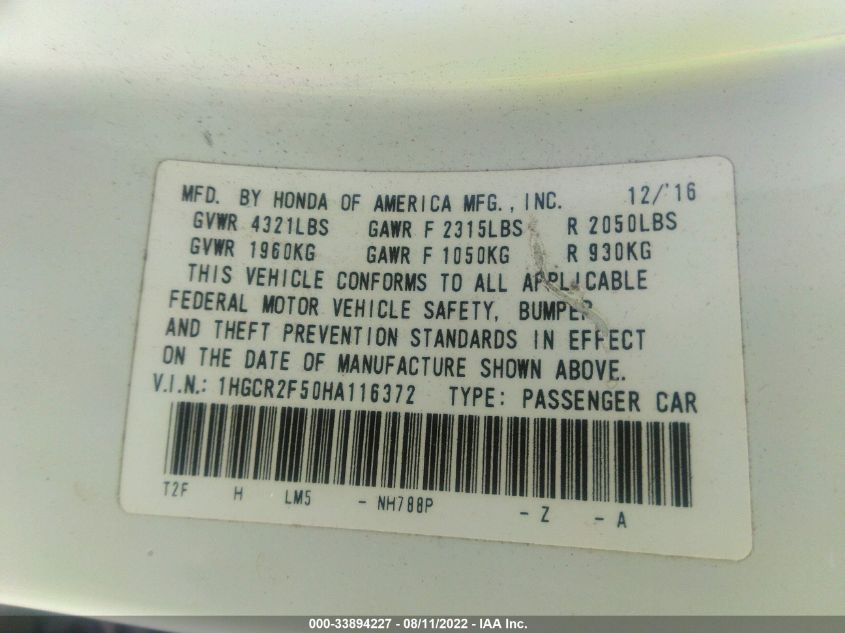 MFD. BY HONDA OF AMERICA MFG., INC. 12/'16
GVWR 4321LBS GAWR F 2315LBS R 2050LBS
GVWR 1960KG GAWR F 1050KG R 930KG
THIS VEHICLE CONFORMS TO ALL APPLICABLE
FEDERAL MOTOR VEHICLE SAFETY, BUMPER
AND THEFT PREVENTION STANDARDS IN EFFECT
ON THE DATE OF MANUFACTURE SHOWN ABOVE.
V.I.N.: 1HGCR2F50HA116372 TYPE: PASSENGER CAR
T2F H LM5 - NH788P - Z - A
000-33894227 - 08/11/2022 - IAA Inc.